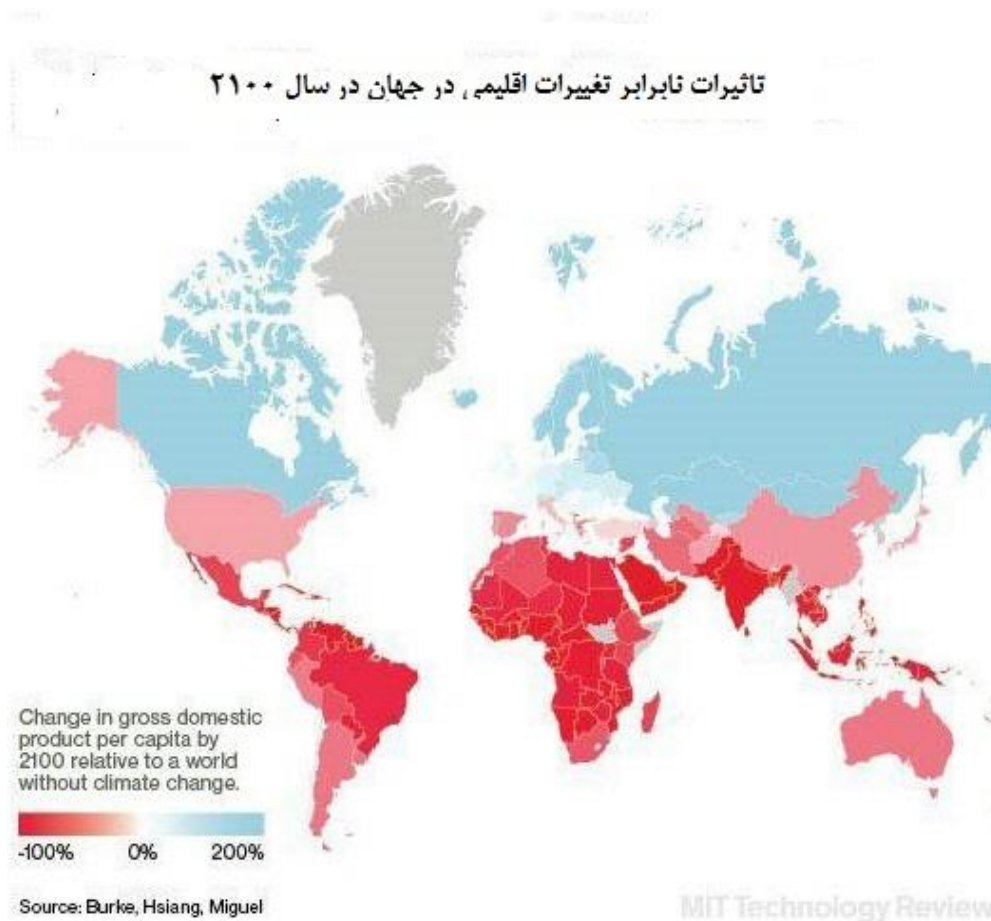 تاثیرات نابرابر تغییرات اقلیمی در جهان در سال ۲۱۰۰
Change in gross domestic
product per capita by
2100 relative to a world
without climate change.
-100% 0% 200%
Source: Burke, Hsiang, Miguel
MIT Technology Review